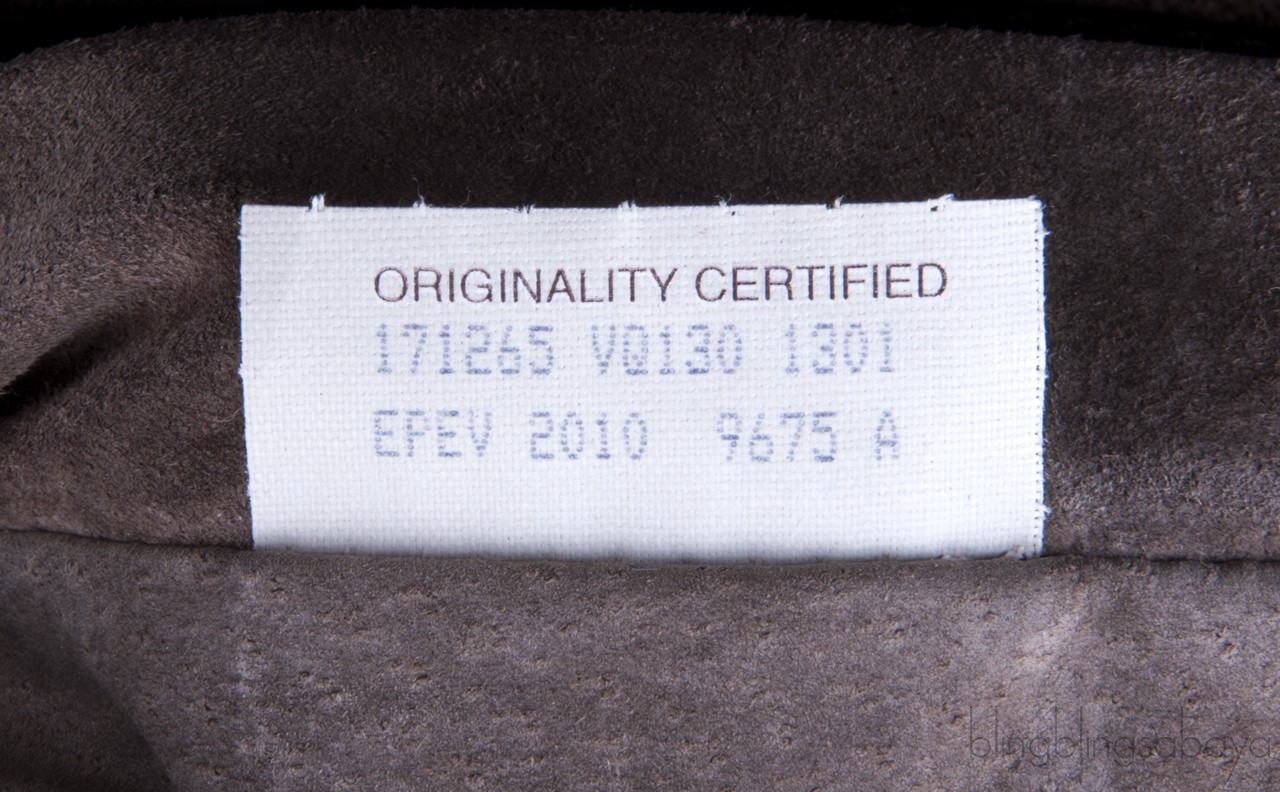 ORIGINALITY CERTIFIED
171265 V0130 1301
EPEV 2010 9675 A
blingblingsabaya